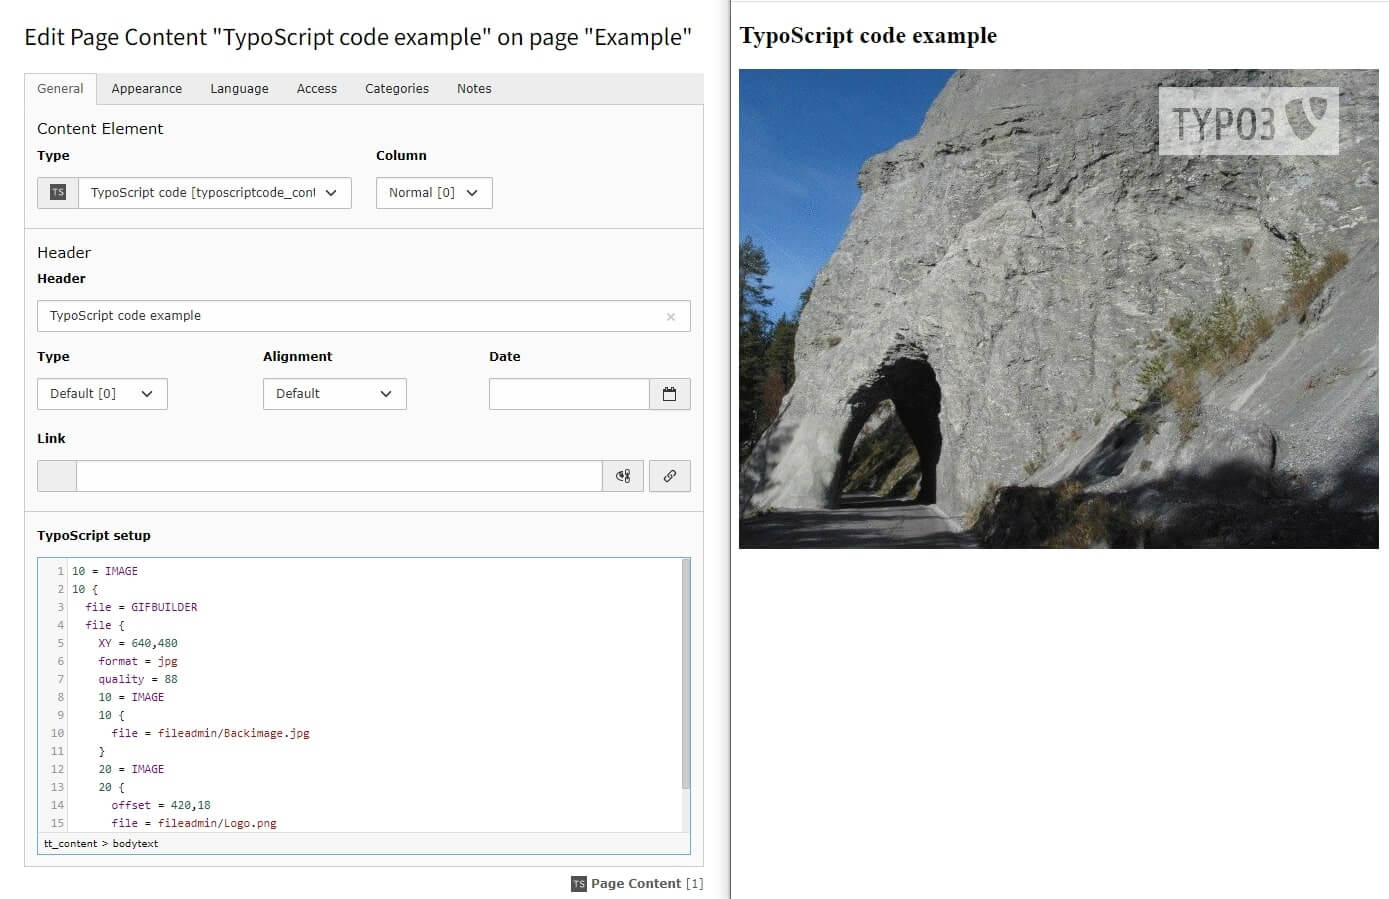 Edit Page Content "TypoScript code example" on page "Example"
General Appearance Language Access Categories Notes
Content Element
Type Column
TS TypoScript code [typoscriptcode_cont Normal [0]
Header
Header
TypoScript code example
Type Alignment Date
Default [0] Default
Link
TypoScript setup
1 10 = IMAGE
2 10 {
3   file = GIFBUILDER
4   file {
5     XY = 640,480
6     format = jpg
7     quality = 88
8     10 = IMAGE
9     10 {
10       file = fileadmin/Backimage.jpg
11     }
12     20 = IMAGE
13     20 {
14       offset = 420,18
15       file = fileadmin/Logo.png
tt_content > bodytext
TS Page Content [1]
TypoScript code example
TYPO3